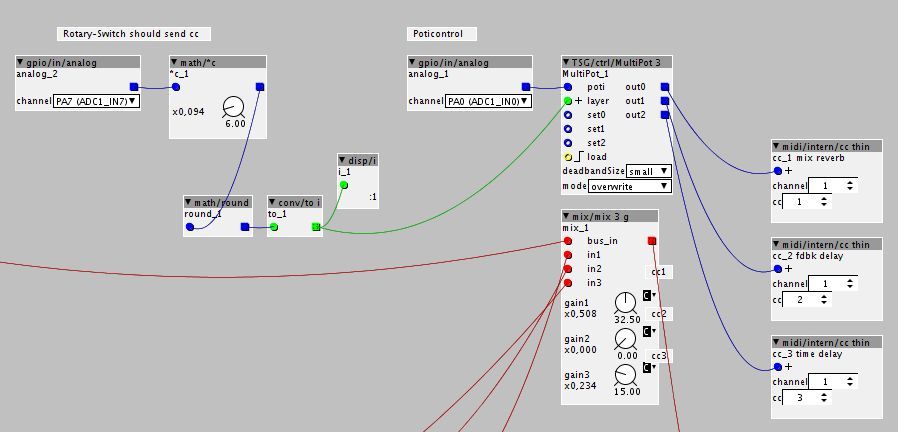 Rotary-Switch should send cc
Poticontrol
gpio/in/analog
analog_2
channel PA7 (ADC1_IN7)
math/*c
*c_1
x0,094
6.00
gpio/in/analog
analog_1
channel PA0 (ADC1_IN0)
TSG/ctrl/MultiPot 3
MultiPot_1
poti out0
+ layer out1
set0 out2
set1
set2
load
deadbandSize small
mode overwrite
disp/i
i_1
:1
math/round
round_1
conv/to i
to_1
mix/mix 3 g
mix_1
bus_in
in1
in2
in3
gain1
x0,508
32.50
C
cc1
gain2
x0,000
0.00
C
cc2
gain3
x0,234
15.00
C
cc3
midi/intern/cc thin
cc_1 mix reverb
+
channel 1
cc 1
midi/intern/cc thin
cc_2 fdbk delay
+
channel 1
cc 2
midi/intern/cc thin
cc_3 time delay
+
channel 1
cc 3